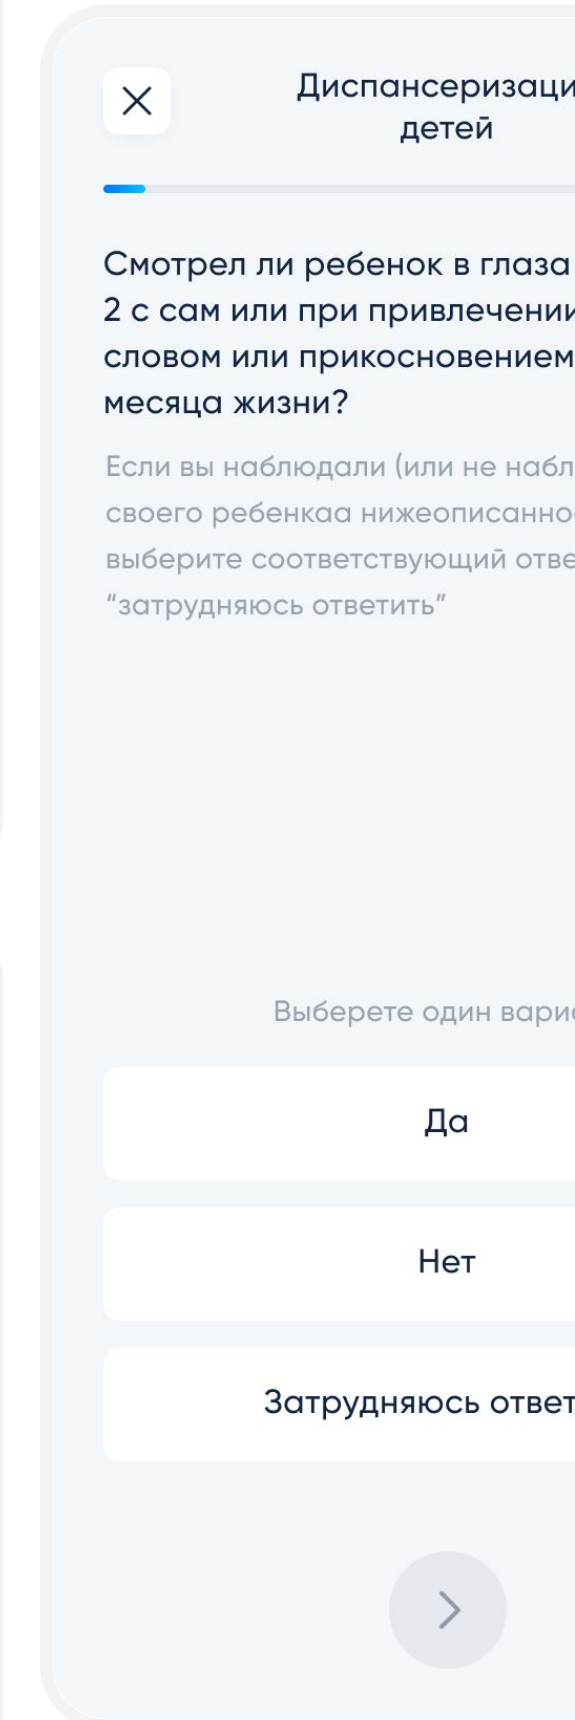 Диспансеризаци
детей
Смотрел ли ребенок в глаза
2 с сам или при привлечении
словом или прикосновением
месяца жизни?
Если вы наблюдали (или не набл
своего ребенкаа нижеописанно
выберите соответствующий отве
“затрудняюсь ответить”
Выберете один вари
Да
Нет
Затрудняюсь ответ